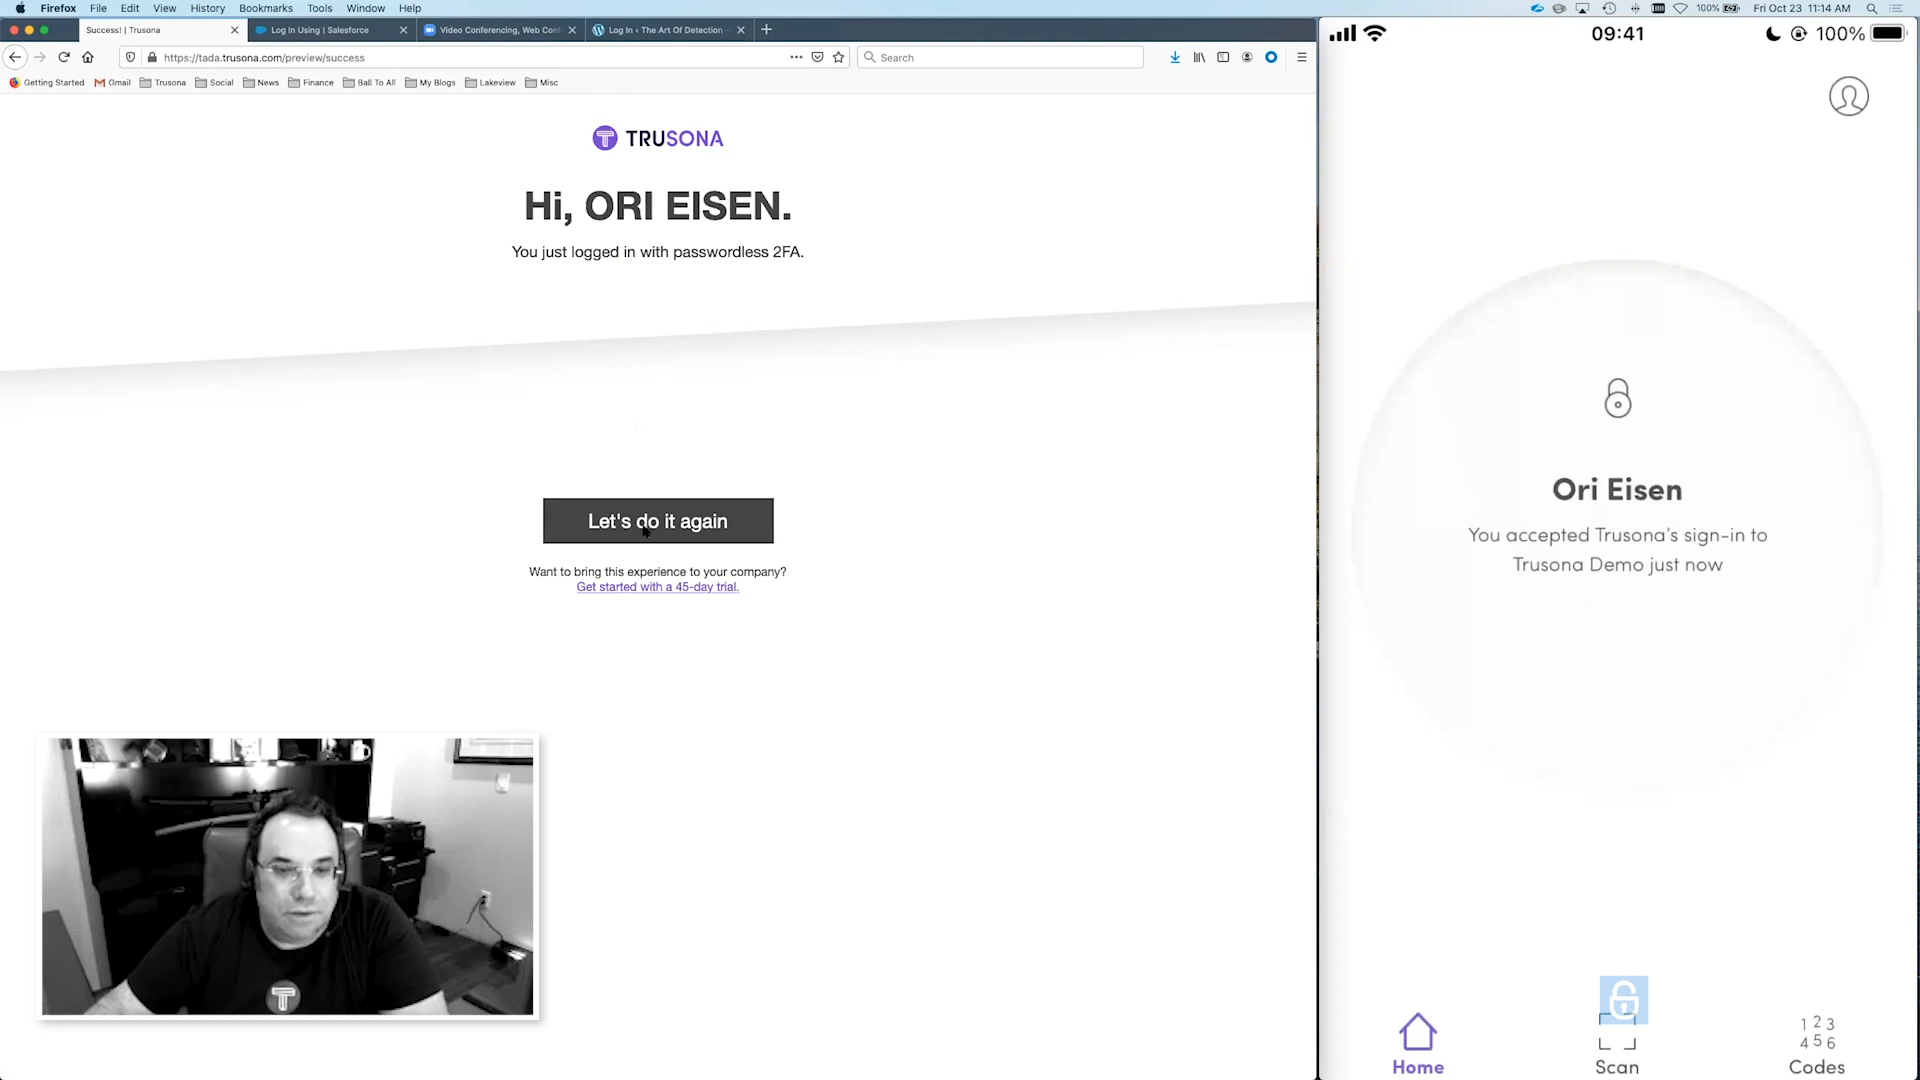 Firefox File Edit View History Bookmarks Tools Window Help 100% Fri Oct 23 11:14 AM
Success! | Trusona Log In Using | Salesforce Video Conferencing, Web Con Log In ‹ The Art Of Detection —
https://tada.trusona.com/preview/success Search
Getting Started Gmail Trusona Social News Finance Ball To All My Blogs Lakeview Misc
TRUSONA
Hi, ORI EISEN.
You just logged in with passwordless 2FA.
Let's do it again
Want to bring this experience to your company?
Get started with a 45-day trial.
09:41 100%
Ori Eisen
You accepted Trusona's sign-in to
Trusona Demo just now
1 2 3
4 5 6
Home Scan Codes